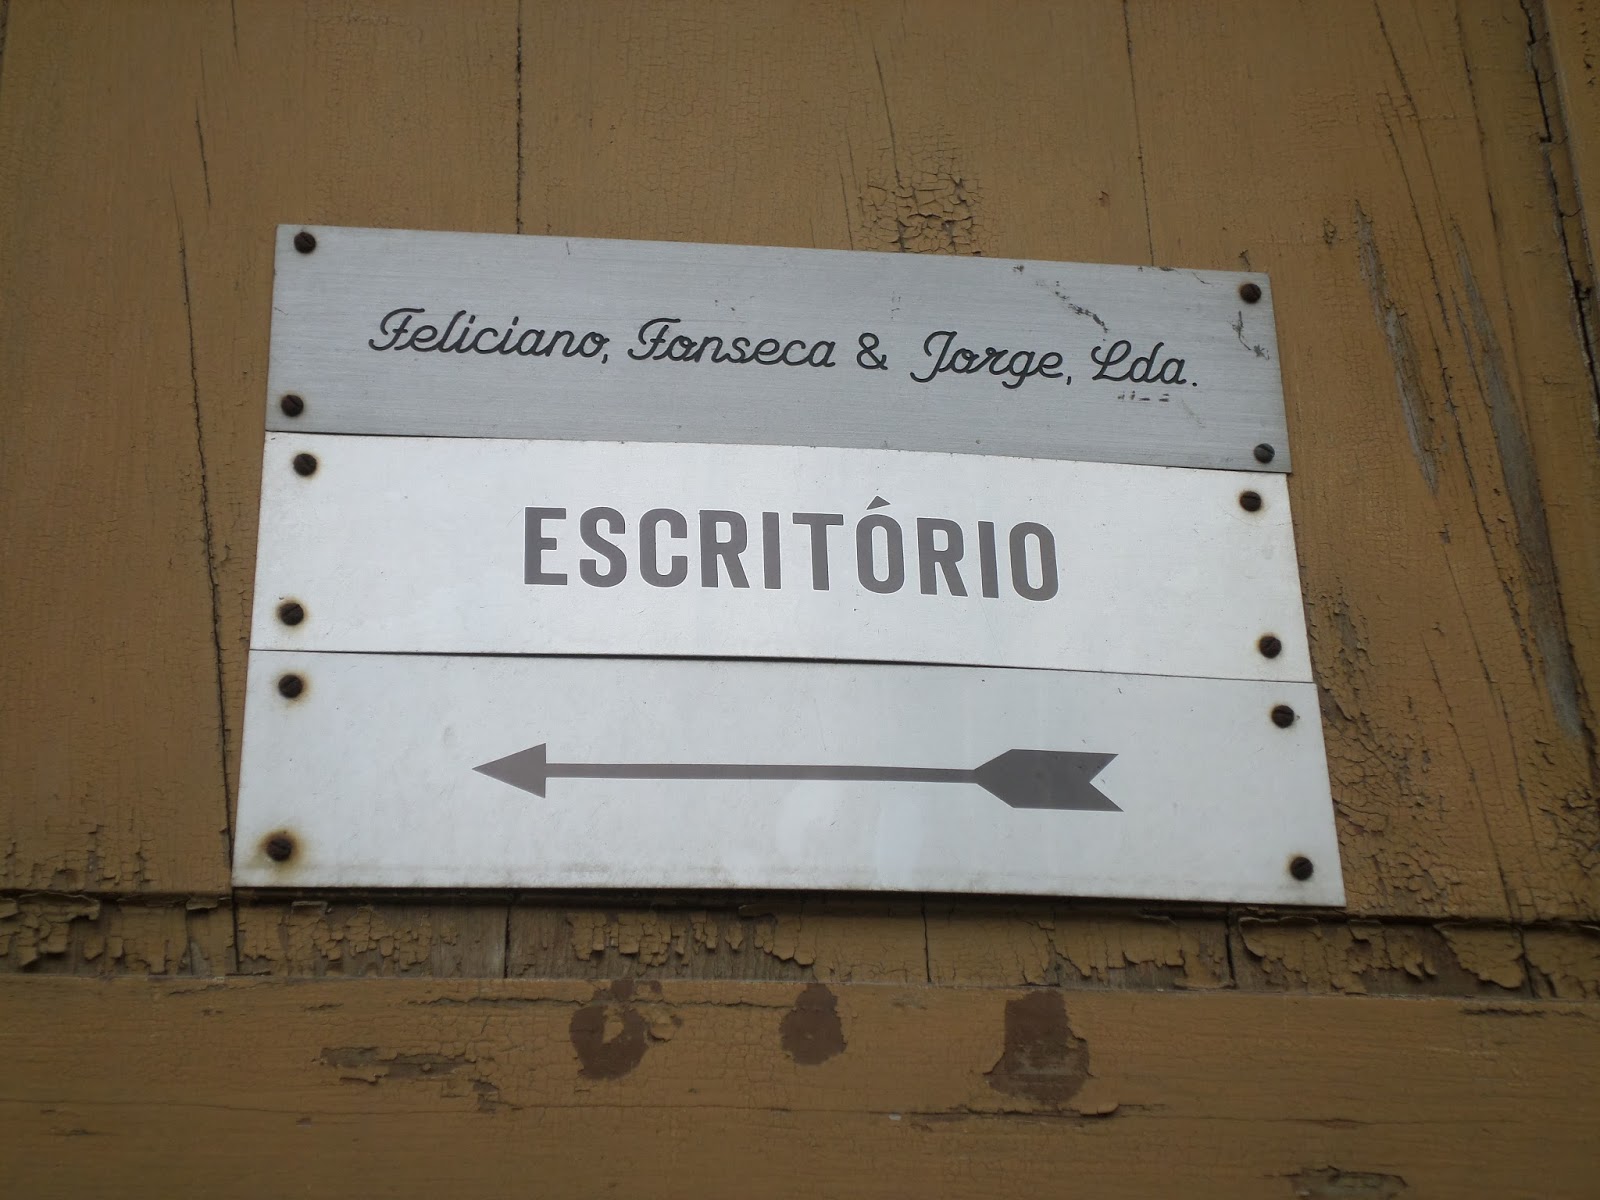 Feliciano, Fonseca & Jorge, Lda.
ESCRITÓRIO